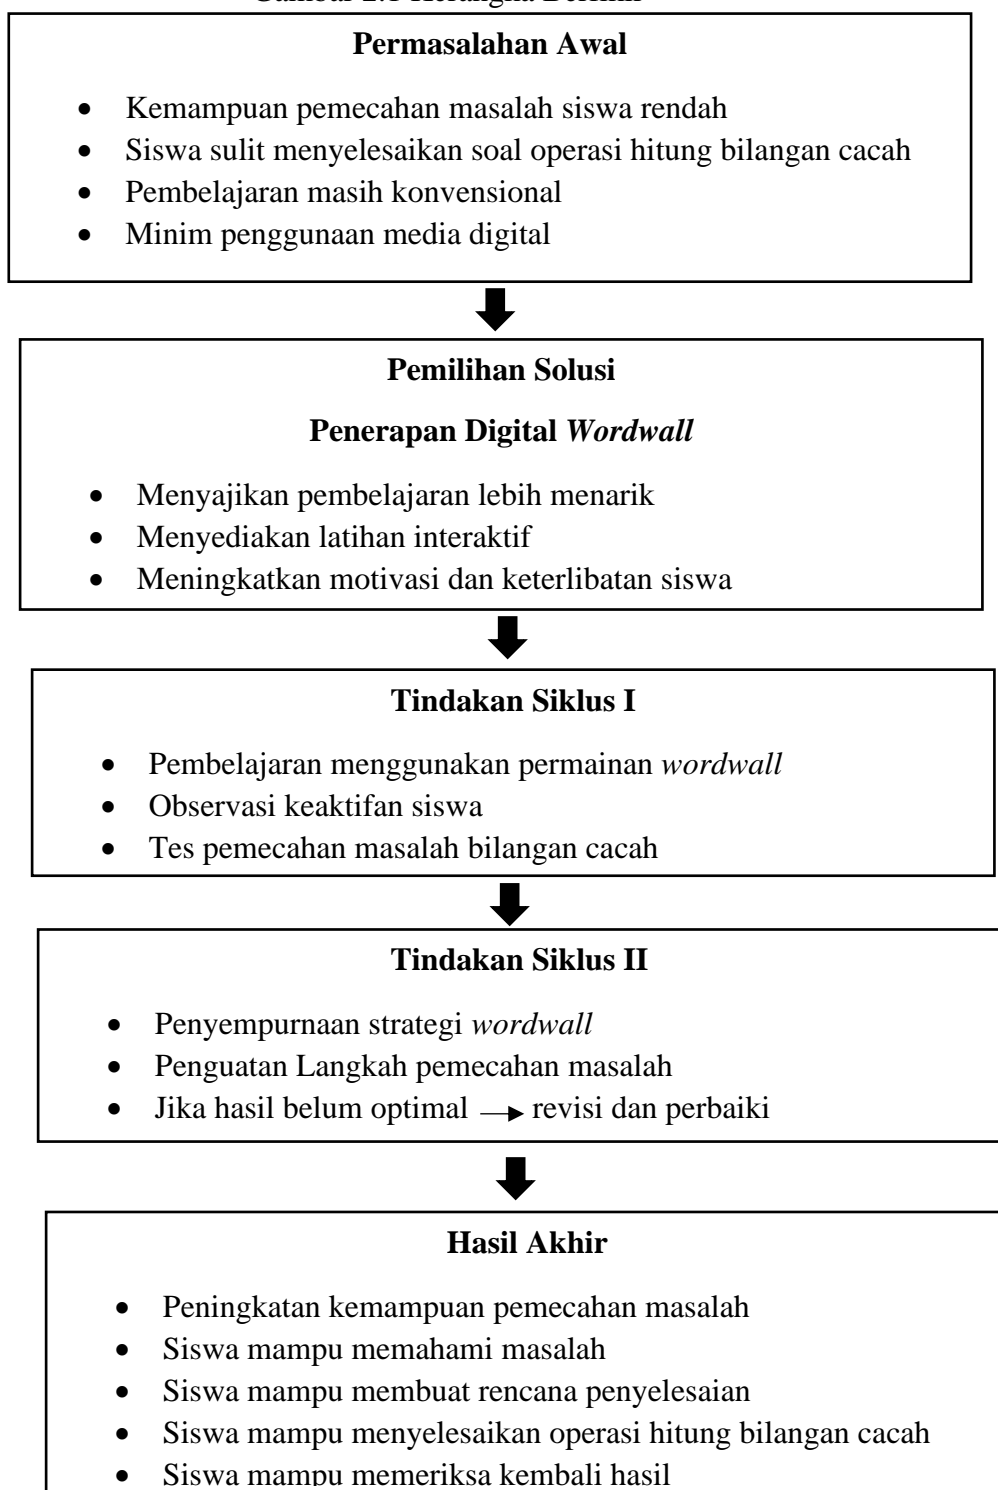 Gambar 2.1 Kerangka Berfikir
Permasalahan Awal
• Kemampuan pemecahan masalah siswa rendah
• Siswa sulit menyelesaikan soal operasi hitung bilangan cacah
• Pembelajaran masih konvensional
• Minim penggunaan media digital
Pemilihan Solusi
Penerapan Digital Wordwall
• Menyajikan pembelajaran lebih menarik
• Menyediakan latihan interaktif
• Meningkatkan motivasi dan keterlibatan siswa
Tindakan Siklus I
• Pembelajaran menggunakan permainan wordwall
• Observasi keaktifan siswa
• Tes pemecahan masalah bilangan cacah
Tindakan Siklus II
• Penyempurnaan strategi wordwall
• Penguatan Langkah pemecahan masalah
• Jika hasil belum optimal → revisi dan perbaiki
Hasil Akhir
• Peningkatan kemampuan pemecahan masalah
• Siswa mampu memahami masalah
• Siswa mampu membuat rencana penyelesaian
• Siswa mampu menyelesaikan operasi hitung bilangan cacah
• Siswa mampu memeriksa kembali hasil